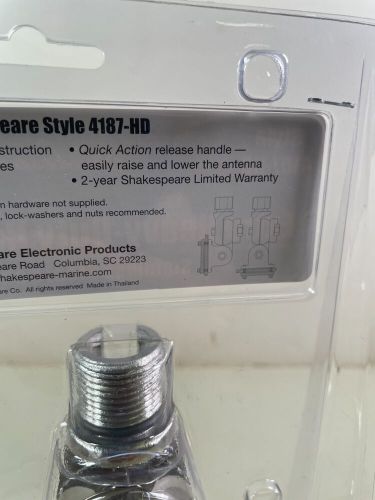 eare Style 4187-HD
struction • Quick Action release handle —
es easily raise and lower the antenna
• 2-year Shakespeare Limited Warranty
n hardware not supplied.
, lock-washers and nuts recommended.
are Electronic Products
eare Road Columbia, SC 29223
hakespeare-marine.com
re Co. All rights reserved Made in Thailand